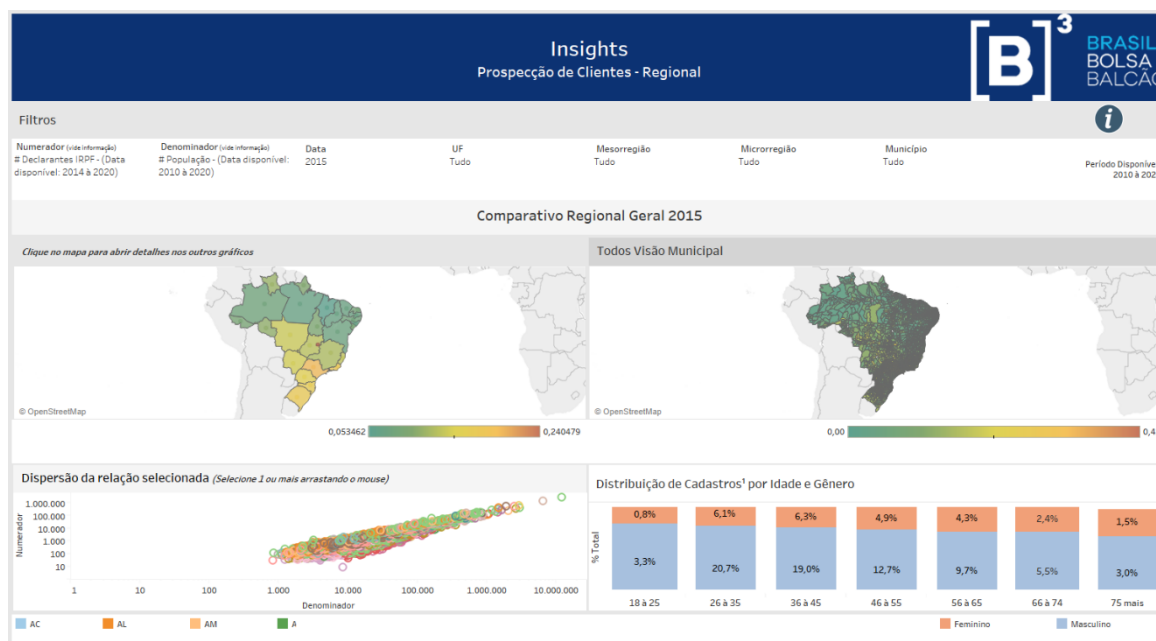 Insights
Prospecção de Clientes - Regional
[B]³
BRASIL
BOLSA
BALCÃO
Filtros
i
Numerador (vide informação)
# Declarantes IRPF - (Data
disponível: 2014 à 2020)
Denominador (vide informação)
# População - (Data disponível:
2010 à 2020)
Data
2015
UF
Tudo
Mesorregião
Tudo
Microrregião
Tudo
Município
Tudo
Período Disponíve
2010 à 202
Comparativo Regional Geral 2015
Clique no mapa para abrir detalhes nos outros gráficos
Todos Visão Municipal
© OpenStreetMap
© OpenStreetMap
0,053462
0,240479
0,00
0,4
Dispersão da relação selecionada (Selecione 1 ou mais arrastando o mouse)
Numerador
1.000.000
100.000
10.000
1.000
100
10
1
10
100
1.000
10.000
100.000
1.000.000
10.000.000
Denominador
AC
AL
AM
A
Distribuição de Cadastros¹ por Idade e Gênero
% Total
0,8%
6,1%
6,3%
4,9%
4,3%
2,4%
1,5%
3,3%
20,7%
19,0%
12,7%
9,7%
5,5%
3,0%
18 à 25
26 à 35
36 à 45
46 à 55
56 à 65
66 à 74
75 mais
Feminino
Masculino